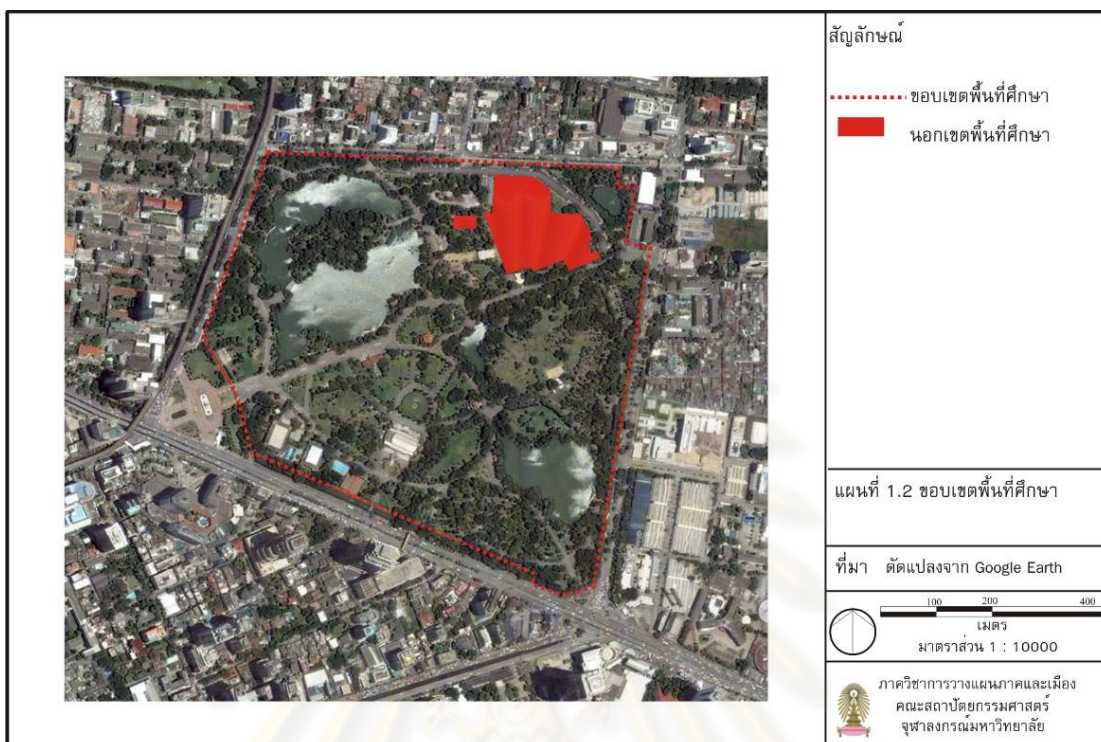 สัญลักษณ์
ขอบเขตพื้นที่ศึกษา
นอกเขตพื้นที่ศึกษา
แผนที่ 1.2 ขอบเขตพื้นที่ศึกษา
ที่มา ดัดแปลงจาก Google Earth
100 200 400
เมตร
มาตราส่วน 1 : 10000
ภาควิชาการวางแผนภาคและเมือง
คณะสถาปัตยกรรมศาสตร์
จุฬาลงกรณ์มหาวิทยาลัย